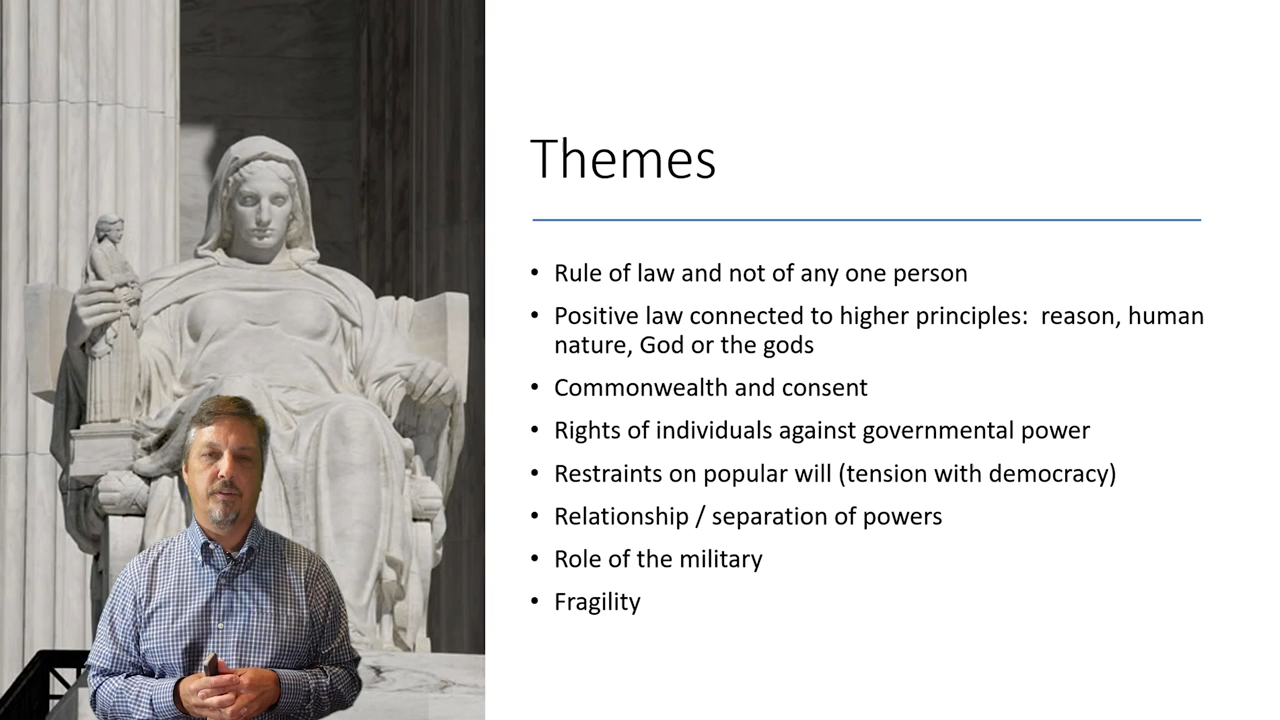 Themes
• Rule of law and not of any one person
• Positive law connected to higher principles:  reason, human
nature, God or the gods
• Commonwealth and consent
• Rights of individuals against governmental power
• Restraints on popular will (tension with democracy)
• Relationship / separation of powers
• Role of the military
• Fragility